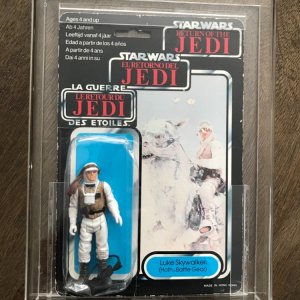 Ages 4 and up
Ab 4 Jahren
Leeftijd vanaf 4 jaar
Edad a partir de los 4 años
A partir de 4 ans
Dai 4 anni in su
STAR WARS
RETURN OF THE
JEDI
STAR WARS
EL RETORNO DEL
JEDI
LA GUERRE
LE RETOUR DU
JEDI
DES ETOILES
Luke Skywalker
(Hoth Battle Gear)
MADE IN HONG KONG